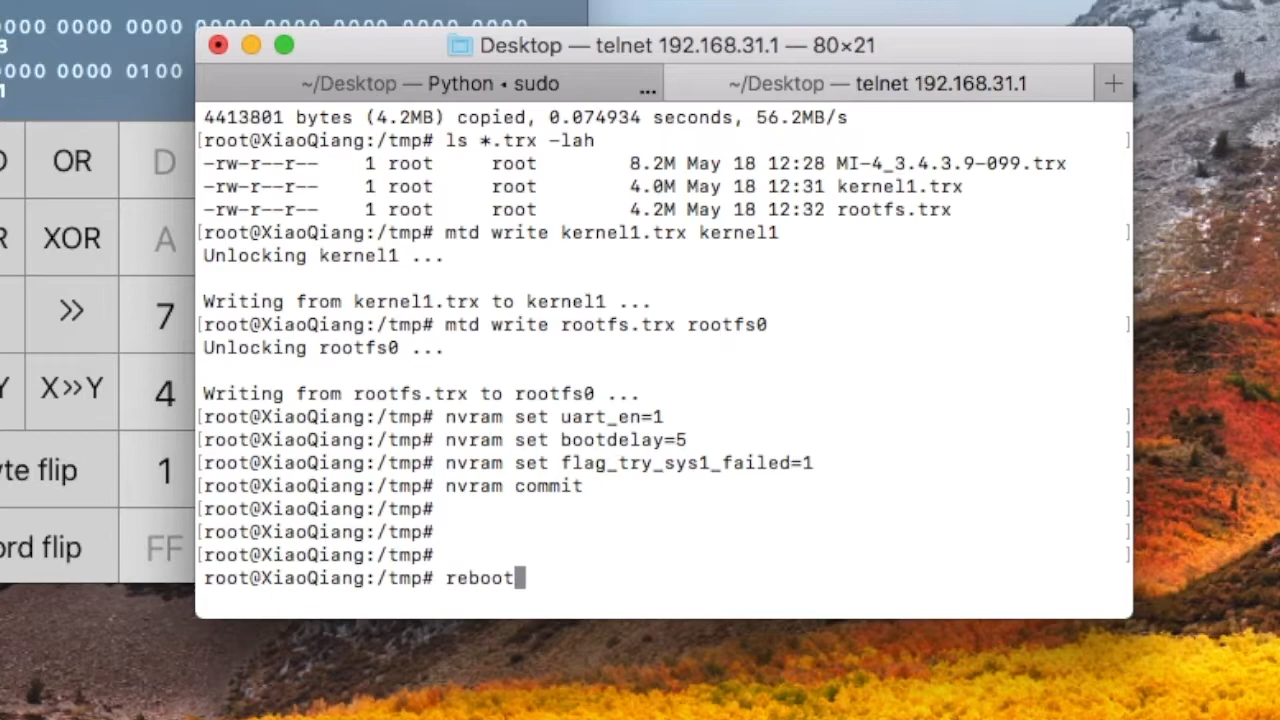 0000 0000 0000 0000 0000 0000 0000
0000 0000 0100
Desktop — telnet 192.168.31.1 — 80×21
~/Desktop — Python ◂ sudo ... ~/Desktop — telnet 192.168.31.1 +
4413801 bytes (4.2MB) copied, 0.074934 seconds, 56.2MB/s
[root@XiaoQiang:/tmp# ls *.trx -lah ]
-rw-r--r-- 1 root root 8.2M May 18 12:28 MI-4_3.4.3.9-099.trx
-rw-r--r-- 1 root root 4.0M May 18 12:31 kernel1.trx
-rw-r--r-- 1 root root 4.2M May 18 12:32 rootfs.trx
[root@XiaoQiang:/tmp# mtd write kernel1.trx kernel1 ]
Unlocking kernel1 ...
Writing from kernel1.trx to kernel1 ...
[root@XiaoQiang:/tmp# mtd write rootfs.trx rootfs0 ]
Unlocking rootfs0 ...
Writing from rootfs.trx to rootfs0 ...
[root@XiaoQiang:/tmp# nvram set uart_en=1 ]
[root@XiaoQiang:/tmp# nvram set bootdelay=5 ]
[root@XiaoQiang:/tmp# nvram set flag_try_sys1_failed=1 ]
[root@XiaoQiang:/tmp# nvram commit ]
[root@XiaoQiang:/tmp# ]
[root@XiaoQiang:/tmp# ]
[root@XiaoQiang:/tmp# ]
root@XiaoQiang:/tmp# reboot
OR D
XOR A
>> 7
X>>Y 4
flip 1
flip FF